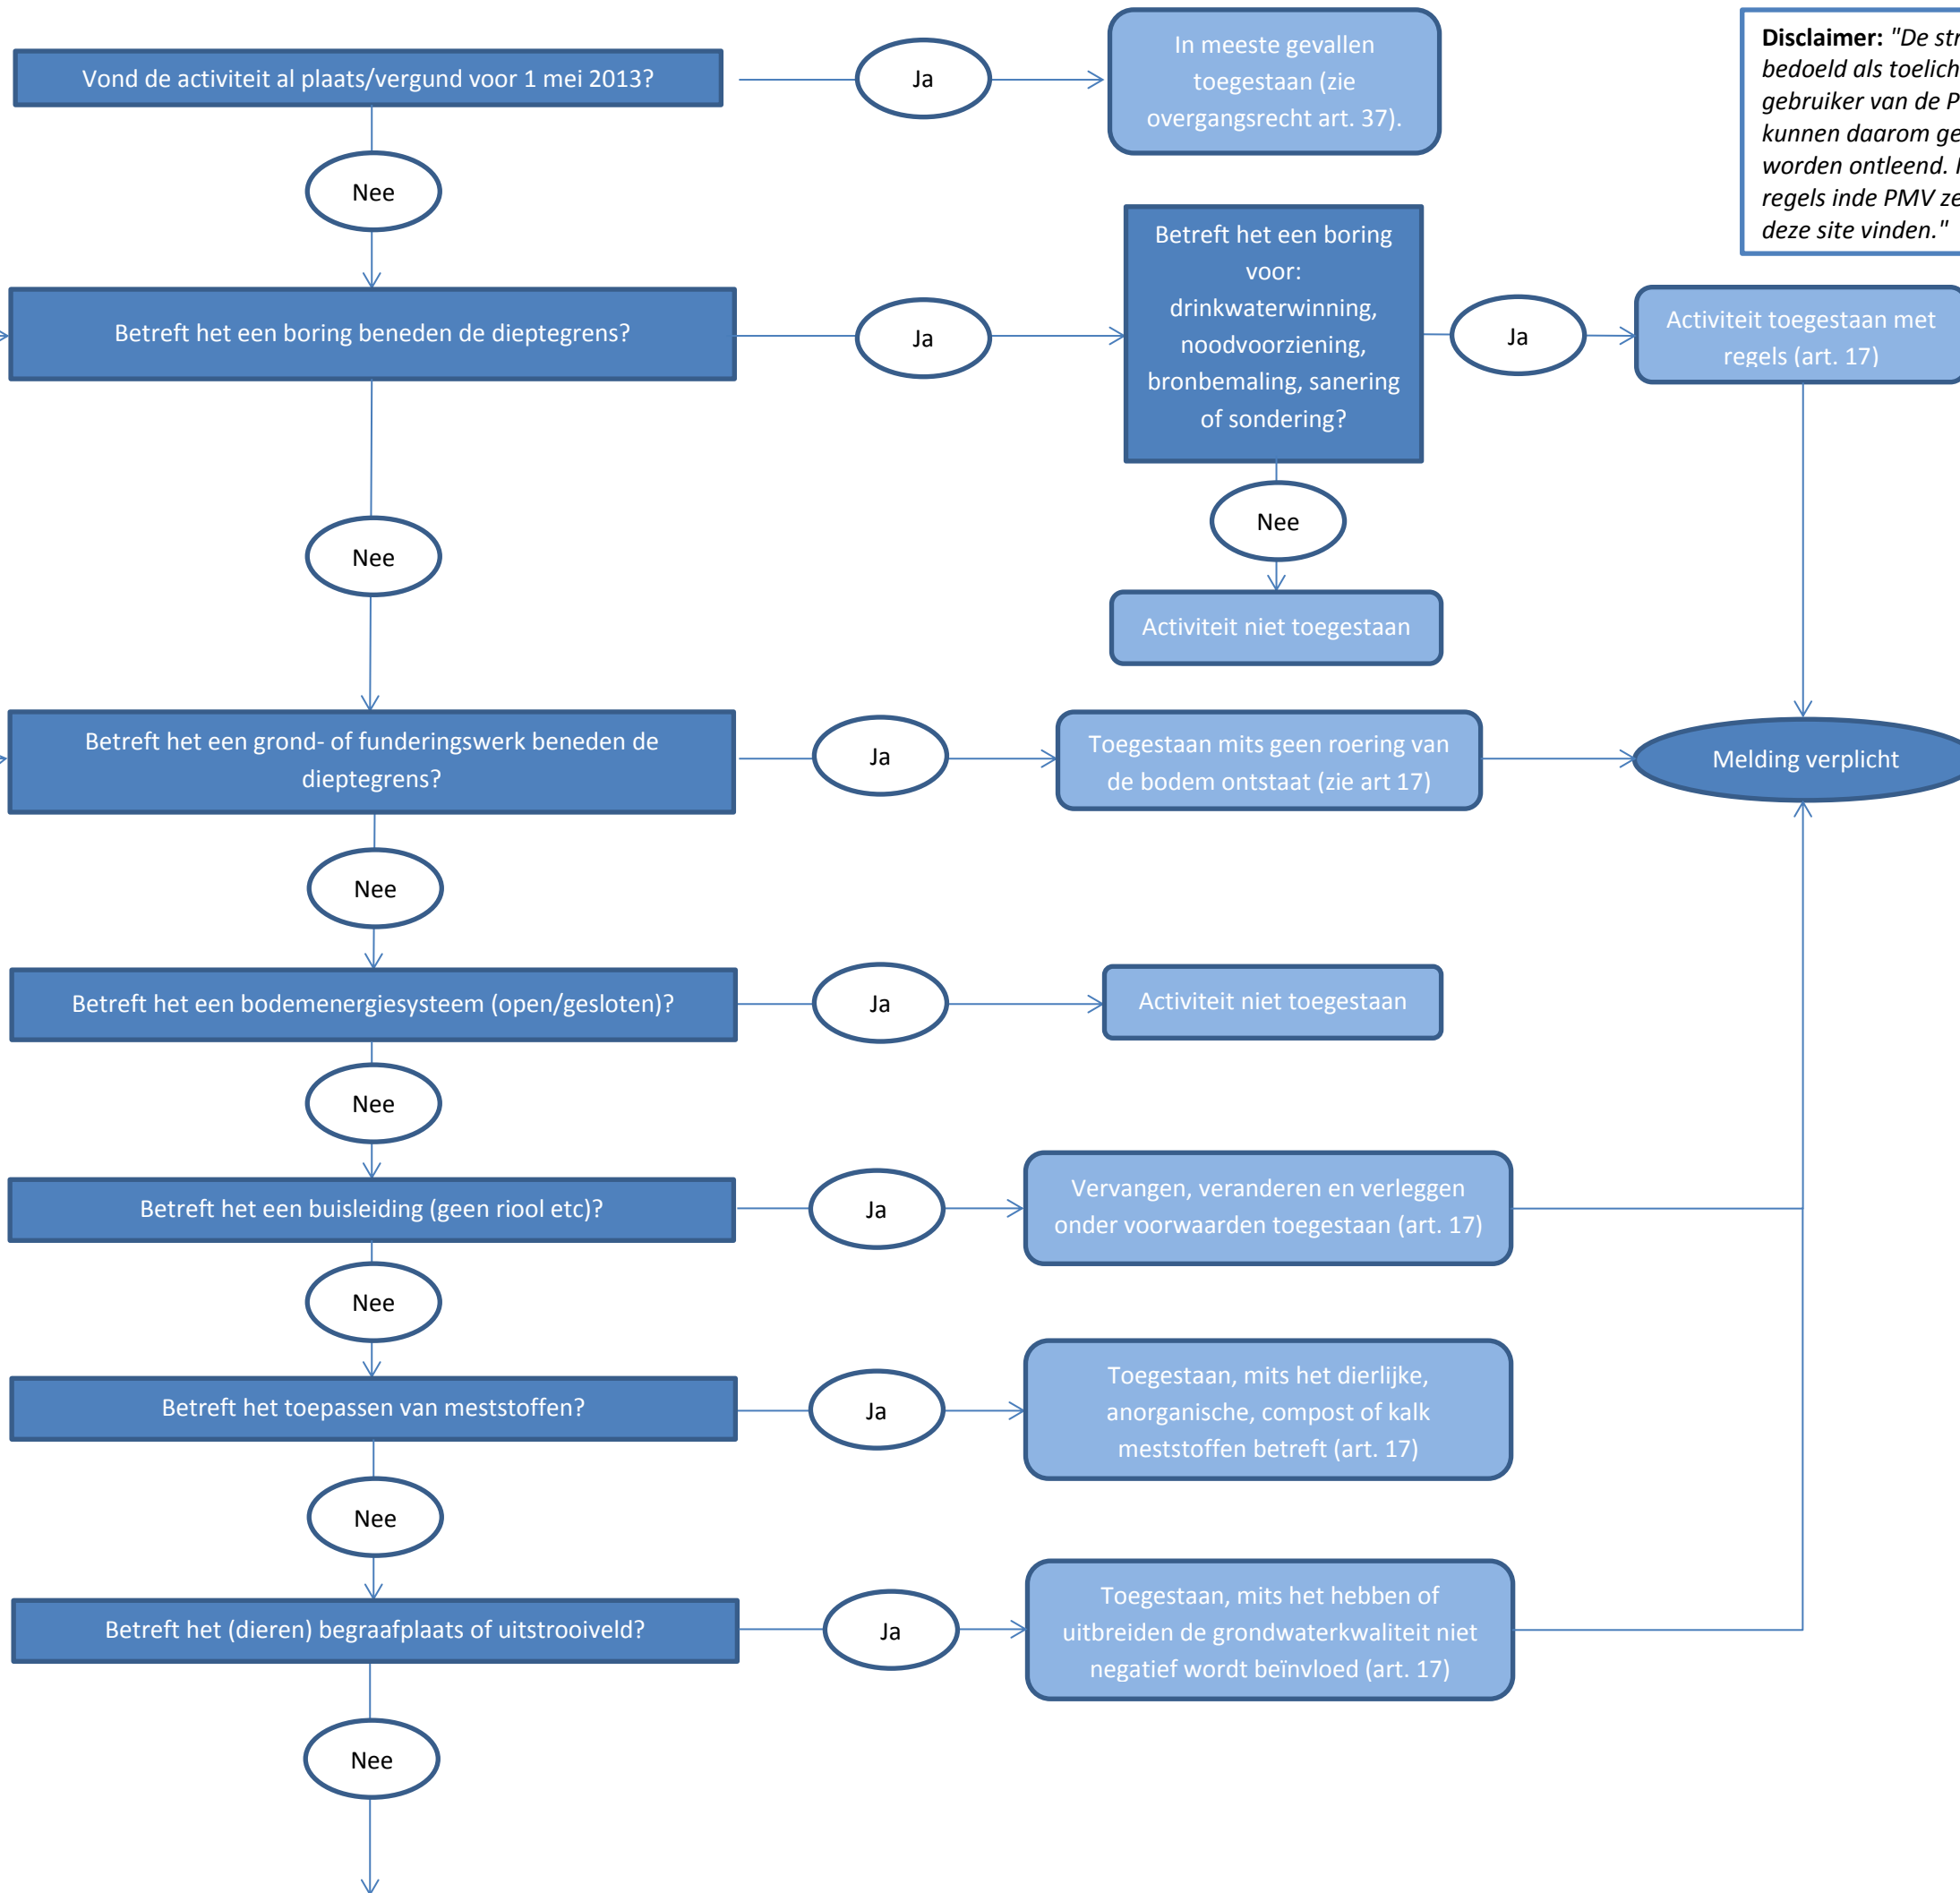 Vond de activiteit al plaats/vergund voor 1 mei 2013?
Ja
In meeste gevallen
toegestaan (zie
overgangsrecht art. 37).
Disclaimer: "De
bedoeld als
gebruiker van de
kunnen daarom
worden ontleend.
regels inde PMV
deze site vinden."
Nee
Betreft het een boring beneden de dieptegrens?
Ja
Betreft het een boring
voor:
drinkwaterwinning,
noodvoorziening,
bronbemaling, sanering
of sondering?
Ja
Activiteit toegestaan met
regels (art. 17)
Nee
Activiteit niet toegestaan
Nee
Betreft het een grond- of funderingswerk beneden de
dieptegrens?
Ja
Toegestaan mits geen roering van
de bodem ontstaat (zie art 17)
Melding verplicht
Nee
Betreft het een bodemenergiesysteem (open/gesloten)?
Ja
Activiteit niet toegestaan
Nee
Betreft het een buisleiding (geen riool etc)?
Ja
Vervangen, veranderen en verleggen
onder voorwaarden toegestaan (art. 17)
Nee
Betreft het toepassen van meststoffen?
Ja
Toegestaan, mits het dierlijke,
anorganische, compost of kalk
meststoffen betreft (art. 17)
Nee
Betreft het (dieren) begraafplaats of uitstrooiveld?
Ja
Toegestaan, mits het hebben of
uitbreiden de grondwaterkwaliteit niet
negatief wordt beïnvloed (art. 17)
Nee